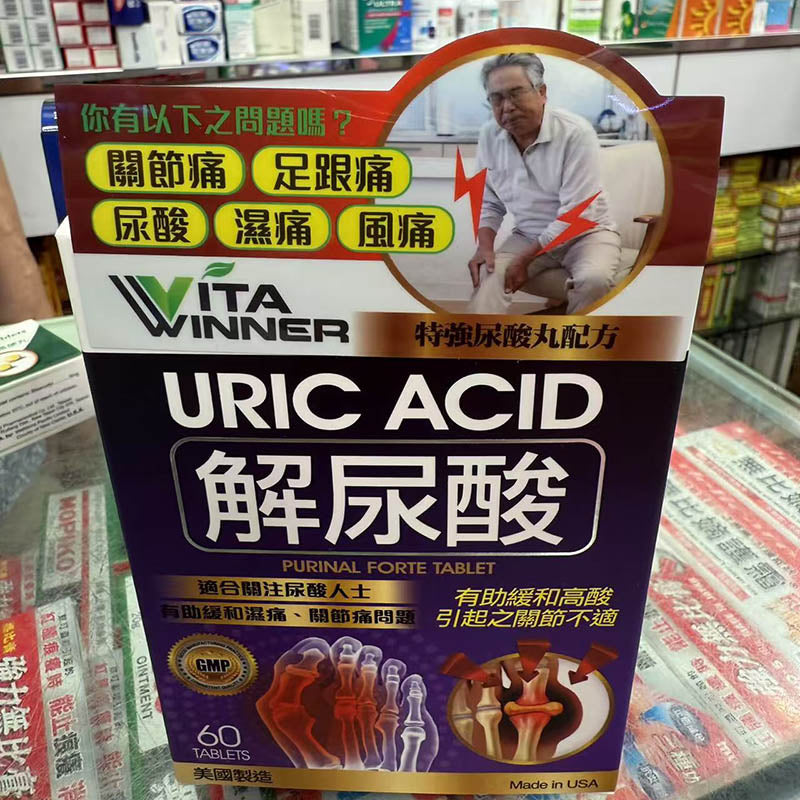 你有以下之問題嗎？
關節痛 足跟痛
尿酸 濕痛 風痛
VITA
WINNER
特強尿酸丸配方
URIC ACID
解尿酸
PURINAL FORTE TABLET
適合關注尿酸人士
有助緩和濕痛、關節痛問題
有助緩和高酸
引起之關節不適
GMP
60
TABLETS
美國製造
Made in USA
MOPIKO
OINTMENT